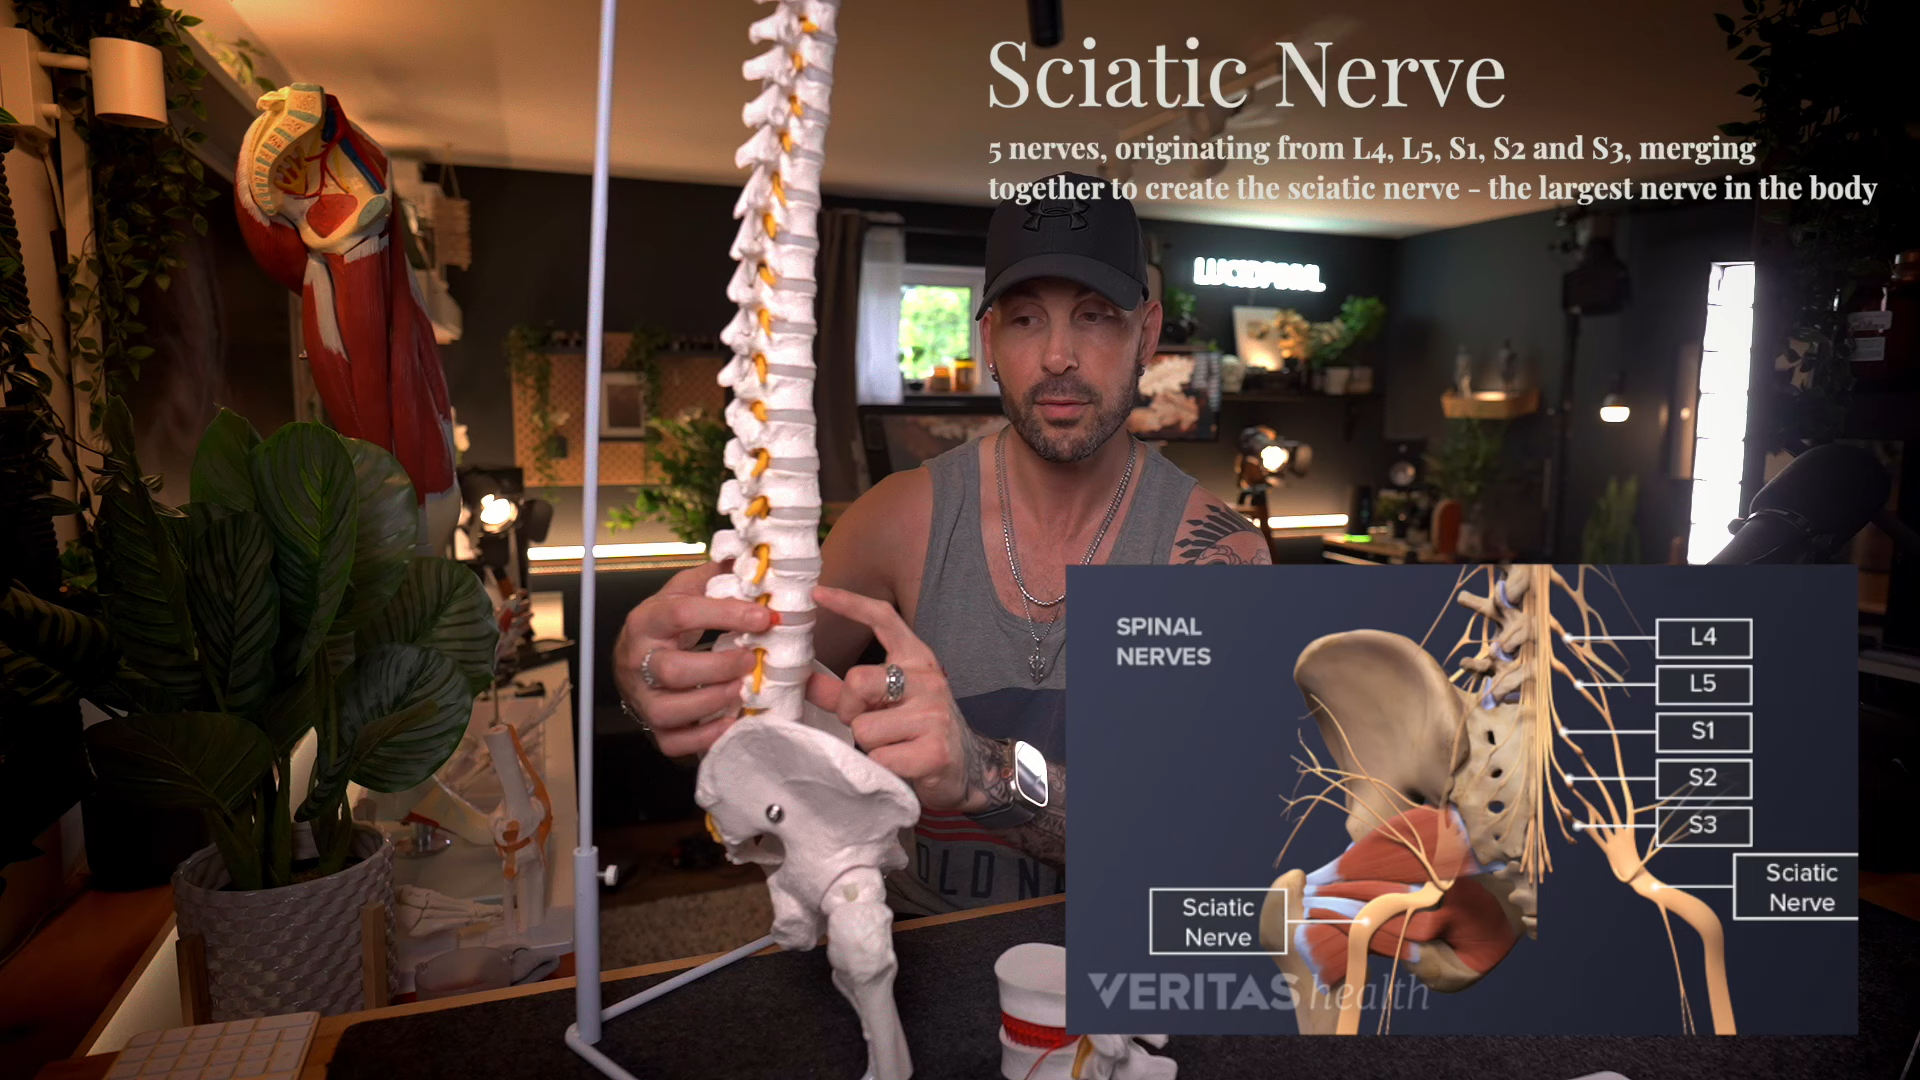 Sciatic Nerve
5 nerves, originating from L4, L5, S1, S2 and S3, merging
together to create the sciatic nerve - the largest nerve in the body
SPINAL
NERVES
L4
L5
S1
S2
S3
Sciatic
Nerve
Sciatic
Nerve
VERITAS health
OLD N